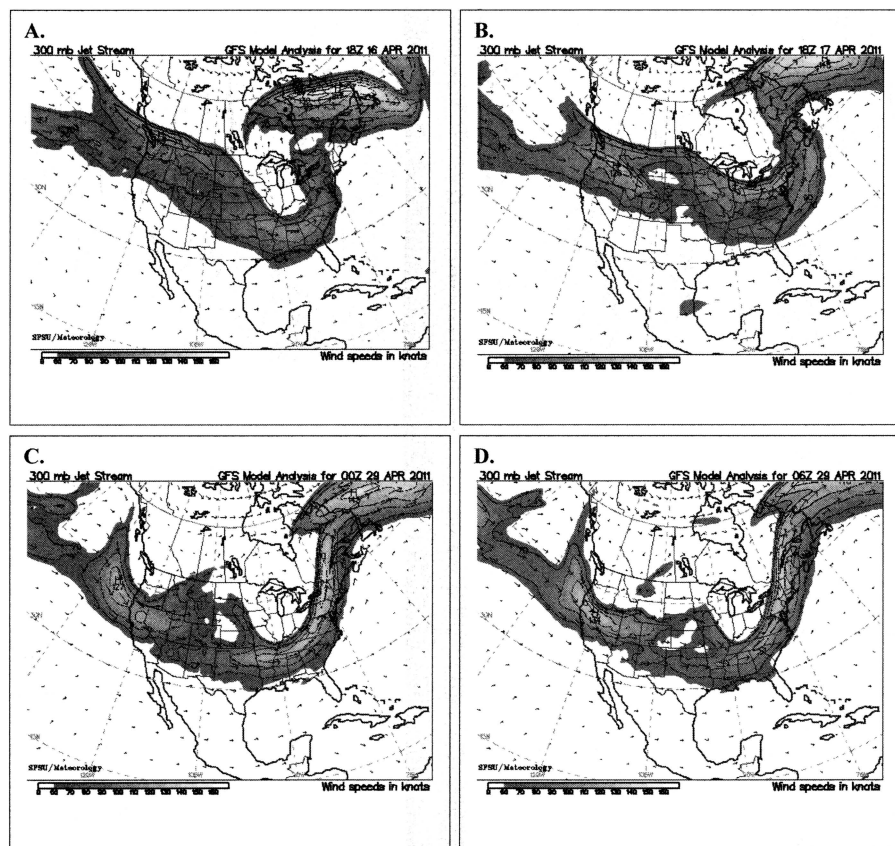 A.
300 mb Jet Stream GFS Model Analysis for 18Z 16 APR 2011
SFSU/Meteorology
Wind speeds in knots
B.
300 mb Jet Stream GFS Model Analysis for 18Z 17 APR 2011
SFSU/Meteorology
Wind speeds in knots
C.
300 mb Jet Stream GFS Model Analysis for 00Z 29 APR 2011
SFSU/Meteorology
Wind speeds in knots
D.
300 mb Jet Stream GFS Model Analysis for 06Z 29 APR 2011
SFSU/Meteorology
Wind speeds in knots